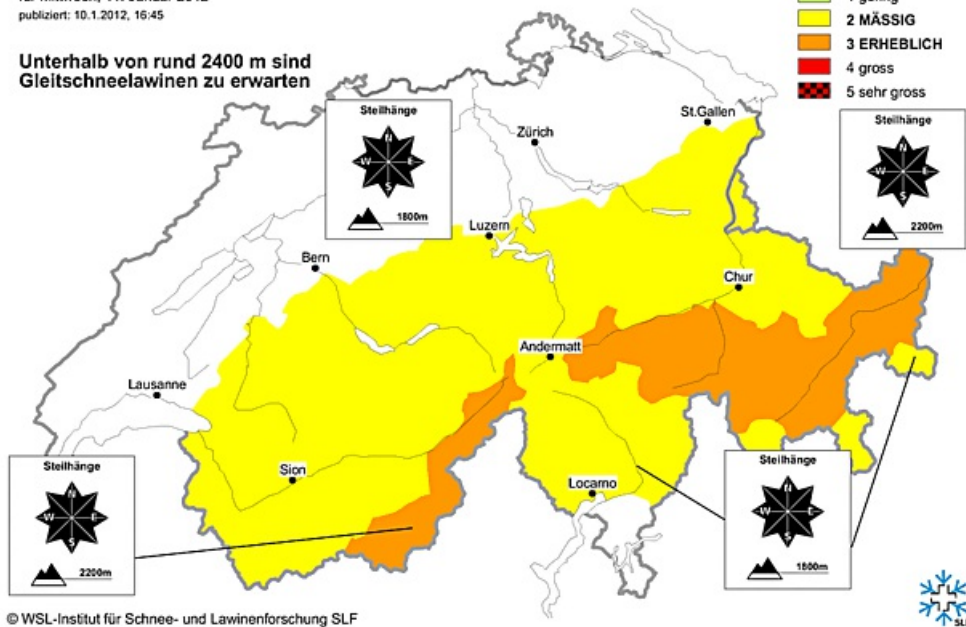 publiziert: 10.1.2012, 16:45
Unterhalb von rund 2400 m sind
Gleitschneelawinen zu erwarten
2 MÄSSIG
3 ERHEBLICH
4 gross
5 sehr gross
Steilhänge
N
W E
S
1800m
Steilhänge
N
W E
S
2200m
St.Gallen
Zürich
Luzern
Bern
Chur
Andermatt
Lausanne
Sion
Locarno
Steilhänge
N
W E
S
2200m
Steilhänge
N
W E
S
1800m
© WSL-Institut für Schnee- und Lawinenforschung SLF
SLF